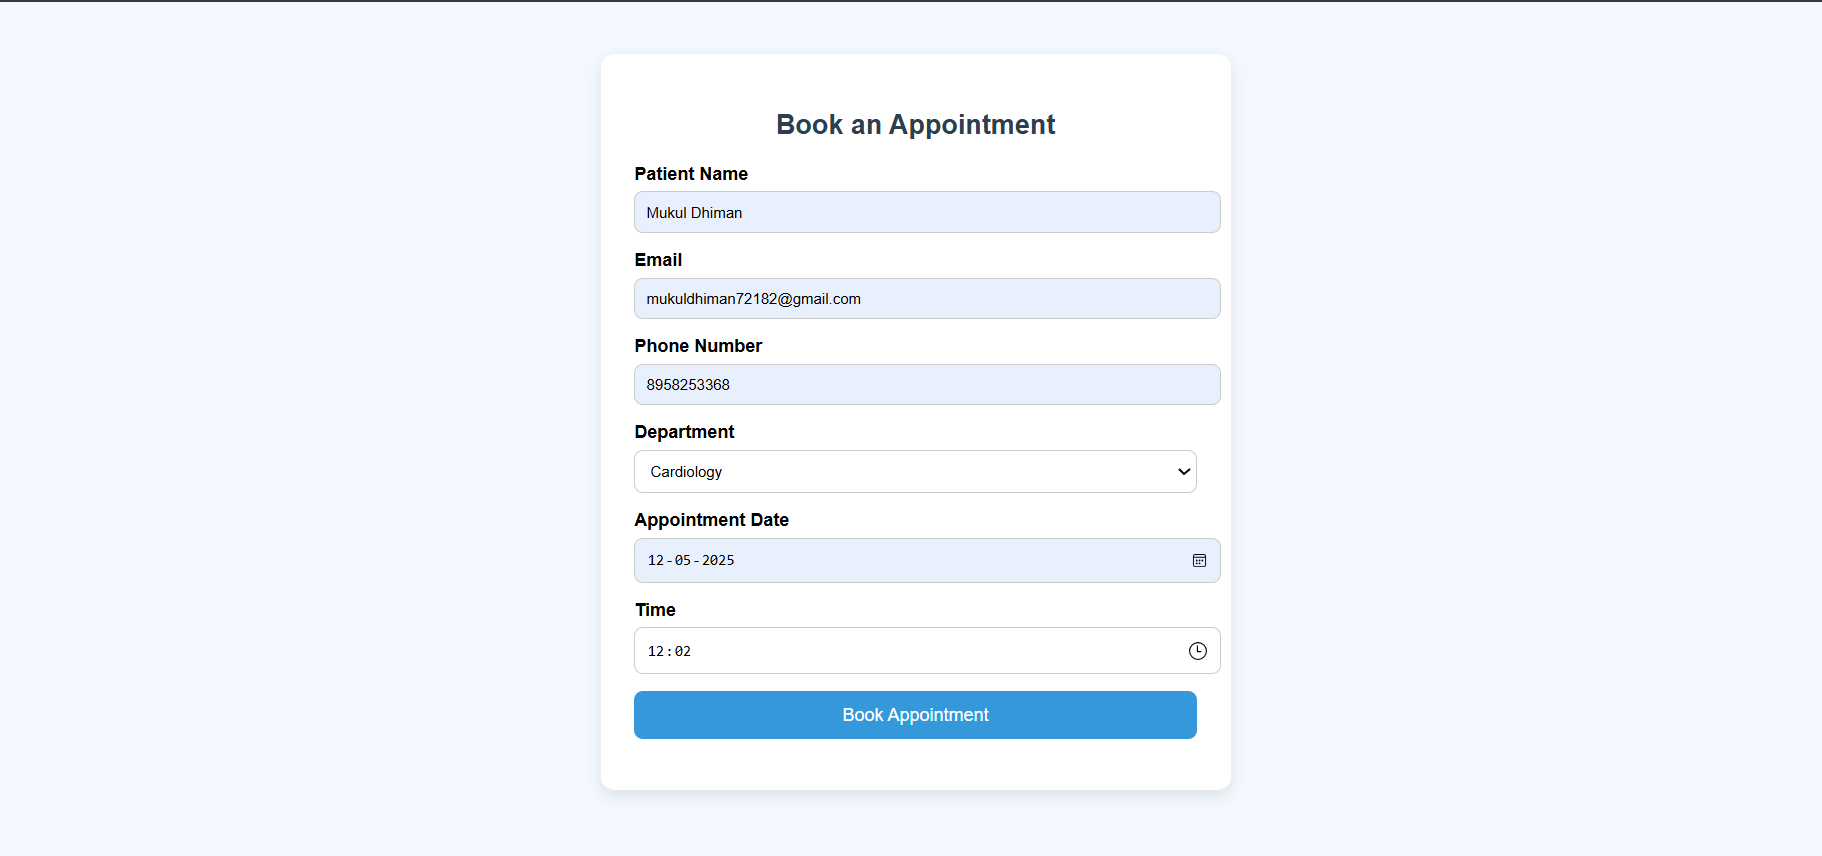 Book an Appointment
Patient Name
Mukul Dhiman
Email
mukuldhiman72182@gmail.com
Phone Number
8958253368
Department
Cardiology
Appointment Date
12-05-2025
Time
12:02
Book Appointment